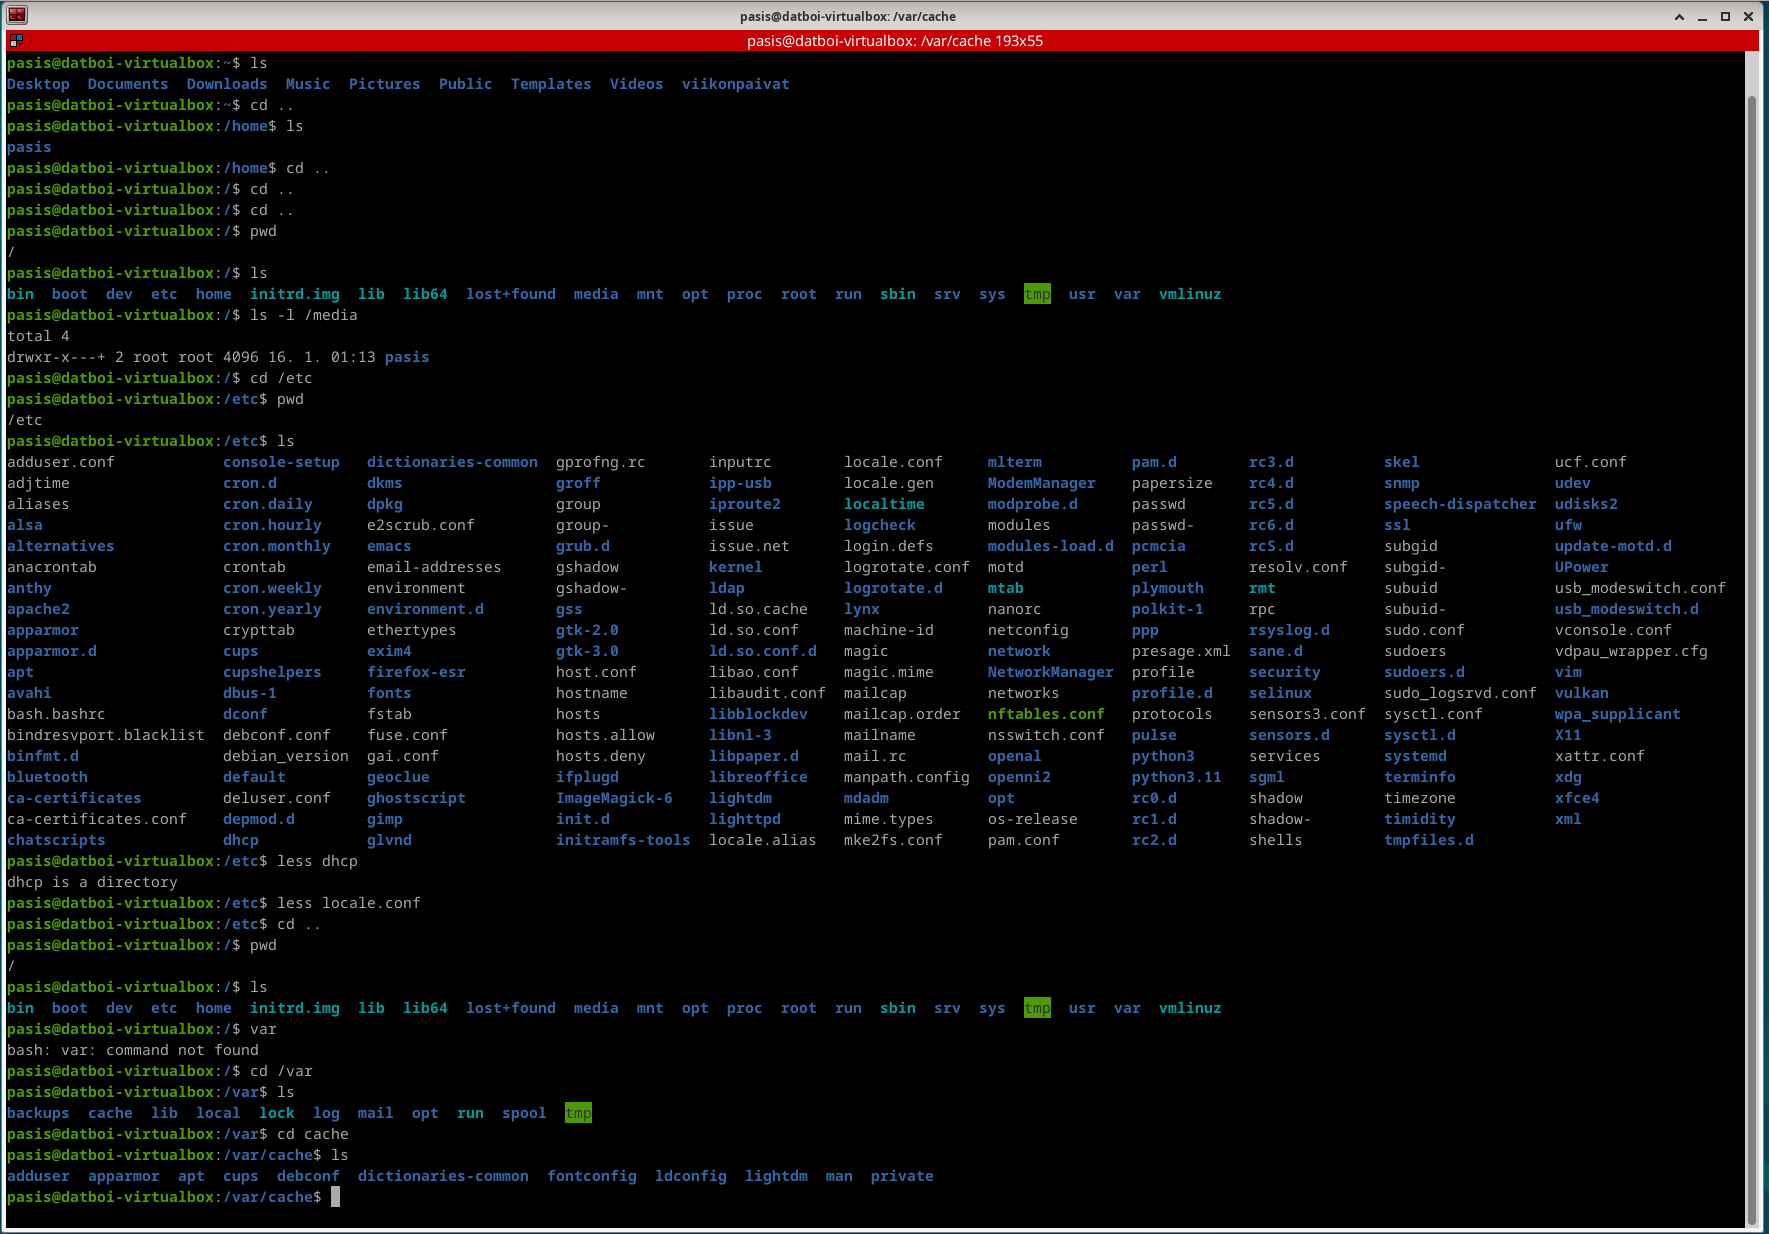 pasis@datboi-virtualbox: /var/cache
pasis@datboi-virtualbox: /var/cache 193x55
pasis@datboi-virtualbox:~$ ls
Desktop  Documents  Downloads  Music  Pictures  Public  Templates  Videos  viikonpaivat
pasis@datboi-virtualbox:~$ cd ..
pasis@datboi-virtualbox:/home$ ls
pasis
pasis@datboi-virtualbox:/home$ cd ..
pasis@datboi-virtualbox:/$ cd ..
pasis@datboi-virtualbox:/$ cd ..
pasis@datboi-virtualbox:/$ pwd
/
pasis@datboi-virtualbox:/$ ls
bin  boot  dev  etc  home  initrd.img  lib  lib64  lost+found  media  mnt  opt  proc  root  run  sbin  srv  sys  tmp  usr  var  vmlinuz
pasis@datboi-virtualbox:/$ ls -l /media
total 4
drwxr-x---+ 2 root root 4096 16. 1. 01:13 pasis
pasis@datboi-virtualbox:/$ cd /etc
pasis@datboi-virtualbox:/etc$ pwd
/etc
pasis@datboi-virtualbox:/etc$ ls
adduser.conf  console-setup  dictionaries-common  gprofng.rc  inputrc  locale.conf  mlterm  pam.d  rc3.d  skel  ucf.conf
adjtime  cron.d  dkms  groff  ipp-usb  locale.gen  ModemManager  papersize  rc4.d  snmp  udev
aliases  cron.daily  dpkg  group  iproute2  localtime  modprobe.d  passwd  rc5.d  speech-dispatcher  udisks2
alsa  cron.hourly  e2scrub.conf  group-  issue  logcheck  modules  passwd-  rc6.d  ssl  ufw
alternatives  cron.monthly  emacs  grub.d  issue.net  login.defs  modules-load.d  pcmcia  rcS.d  subgid  update-motd.d
anacrontab  crontab  email-addresses  gshadow  kernel  logrotate.conf  motd  perl  resolv.conf  subgid-  UPower
anthy  cron.weekly  environment  gshadow-  ldap  logrotate.d  mtab  plymouth  rmt  subuid  usb_modeswitch.conf
apache2  cron.yearly  environment.d  gss  ld.so.cache  lynx  nanorc  polkit-1  rpc  subuid-  usb_modeswitch.d
apparmor  crypttab  ethertypes  gtk-2.0  ld.so.conf  machine-id  netconfig  ppp  rsyslog.d  sudo.conf  vconsole.conf
apparmor.d  cups  exim4  gtk-3.0  ld.so.conf.d  magic  network  presage.xml  sane.d  sudoers  vdpau_wrapper.cfg
apt  cupshelpers  firefox-esr  host.conf  libao.conf  magic.mime  NetworkManager  profile  security  sudoers.d  vim
avahi  dbus-1  fonts  hostname  libaudit.conf  mailcap  networks  profile.d  selinux  sudo_logsrvd.conf  vulkan
bash.bashrc  dconf  fstab  hosts  libblockdev  mailcap.order  nftables.conf  protocols  sensors3.conf  sysctl.conf  wpa_supplicant
bindresvport.blacklist  debconf.conf  fuse.conf  hosts.allow  libnl-3  mailname  nsswitch.conf  pulse  sensors.d  sysctl.d  X11
binfmt.d  debian_version  gai.conf  hosts.deny  libpaper.d  mail.rc  openal  python3  services  systemd  xattr.conf
bluetooth  default  geoclue  ifplugd  libreoffice  manpath.config  openni2  python3.11  sgml  terminfo  xdg
ca-certificates  deluser.conf  ghostscript  ImageMagick-6  lightdm  mdadm  opt  rc0.d  shadow  timezone  xfce4
ca-certificates.conf  depmod.d  gimp  init.d  lighttpd  mime.types  os-release  rc1.d  shadow-  timidity  xml
chatscripts  dhcp  glvnd  initramfs-tools  locale.alias  mke2fs.conf  pam.conf  rc2.d  shells  tmpfiles.d
pasis@datboi-virtualbox:/etc$ less dhcp
dhcp is a directory
pasis@datboi-virtualbox:/etc$ less locale.conf
pasis@datboi-virtualbox:/etc$ cd ..
pasis@datboi-virtualbox:/$ pwd
/
pasis@datboi-virtualbox:/$ ls
bin  boot  dev  etc  home  initrd.img  lib  lib64  lost+found  media  mnt  opt  proc  root  run  sbin  srv  sys  tmp  usr  var  vmlinuz
pasis@datboi-virtualbox:/$ var
bash: var: command not found
pasis@datboi-virtualbox:/$ cd /var
pasis@datboi-virtualbox:/var$ ls
backups  cache  lib  local  lock  log  mail  opt  run  spool  tmp
pasis@datboi-virtualbox:/var$ cd cache
pasis@datboi-virtualbox:/var/cache$ ls
adduser  apparmor  apt  cups  debconf  dictionaries-common  fontconfig  ldconfig  lightdm  man  private
pasis@datboi-virtualbox:/var/cache$